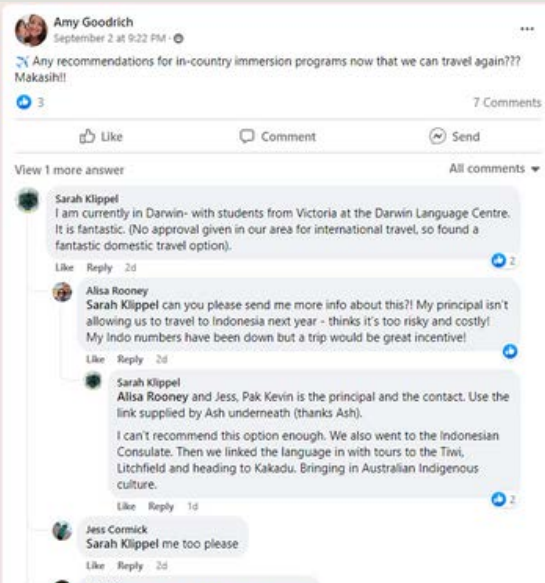 Amy Goodrich
September 2 at 9:22 PM ·
Any recommendations for in-country immersion programs now that we can travel again???
Makasih!!
3
7 Comments
Like
Comment
Send
View 1 more answer
All comments
Sarah Klippel
I am currently in Darwin- with students from Victoria at the Darwin Language Centre.
It is fantastic. (No approval given in our area for international travel, so found a
fantastic domestic travel option).
2
Like Reply 2d
Alisa Rooney
Sarah Klippel can you please send me more info about this?! My principal isn't
allowing us to travel to Indonesia next year - thinks it's too risky and costly!
My Indo numbers have been down but a trip would be great incentive!
Like Reply 2d
Sarah Klippel
Alisa Rooney and Jess, Pak Kevin is the principal and the contact. Use the
link supplied by Ash underneath (thanks Ash).
I can't recommend this option enough. We also went to the Indonesian
Consulate. Then we linked the language in with tours to the Tiwi,
Litchfield and heading to Kakadu. Bringing in Australian Indigenous
culture.
2
Like Reply 1d
Jess Cormick
Sarah Klippel me too please
Like Reply 2d